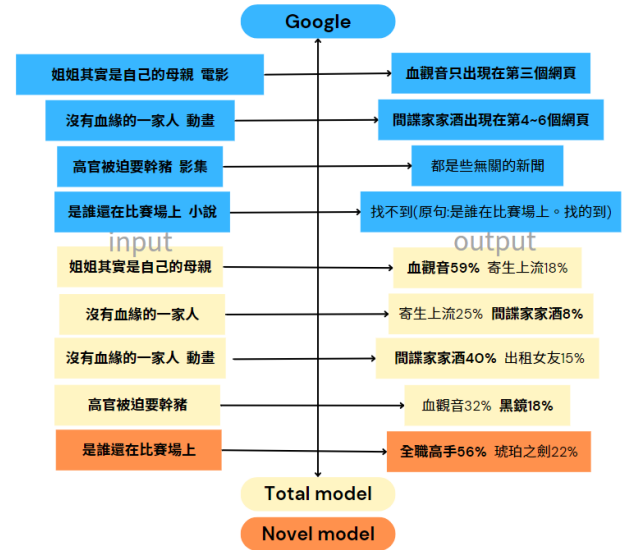 Google
姐姐其實是自己的母親 電影
血觀音只出現在第三個網頁
沒有血緣的一家人 動畫
間諜家家酒出現在第4~6個網頁
高官被迫要幹豬 影集
都是些無關的新聞
是誰還在比賽場上 小說
找不到(原句:是誰在比賽場上。找的到)
input
output
姐姐其實是自己的母親
血觀音59% 寄生上流18%
沒有血緣的一家人
寄生上流25% 間諜家家酒8%
沒有血緣的一家人 動畫
間諜家家酒40% 出租女友15%
高官被迫要幹豬
血觀音32% 黑鏡18%
是誰還在比賽場上
全職高手56% 琥珀之劍22%
Total model
Novel model